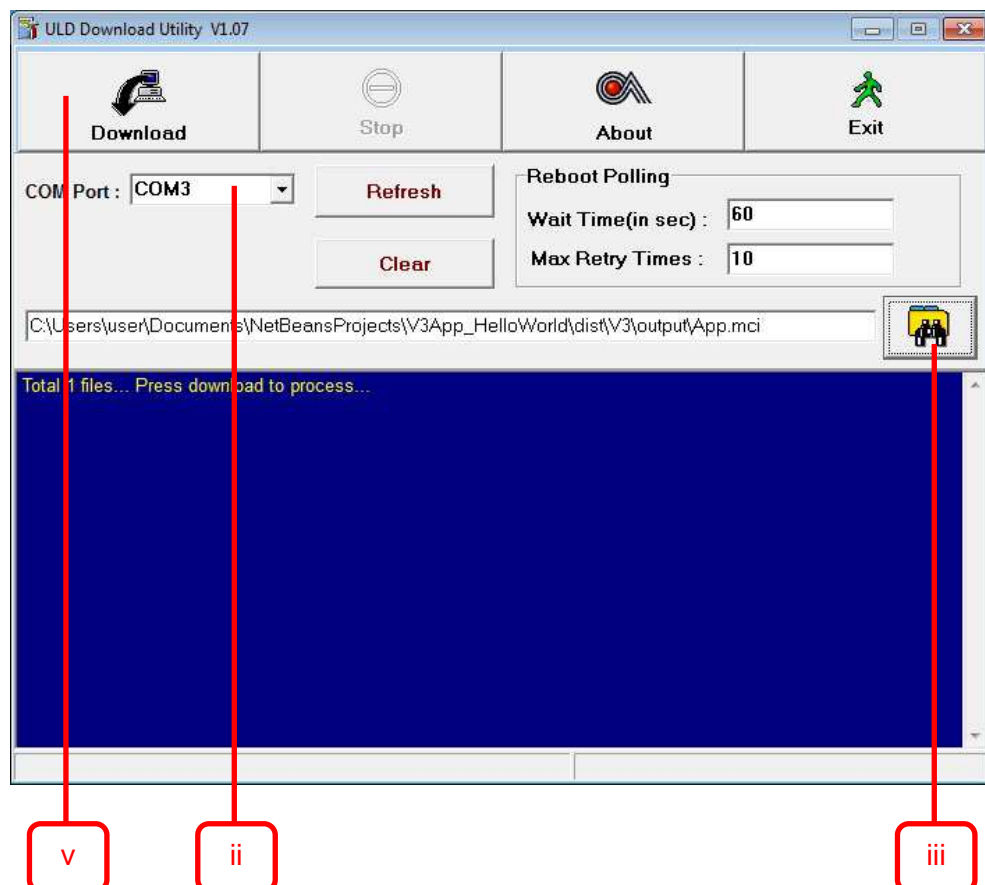 ULD Download Utility V1.07
Download
Stop
About
Exit
COM Port :
COM3
Refresh
Clear
Reboot Polling
Wait Time(in sec) :
60
Max Retry Times :
10
C:\Users\user\Documents\NetBeansProjects\V3App_HelloWorld\dist\V3\output\App.mci
Total 1 files... Press download to process...
v
ii
iii